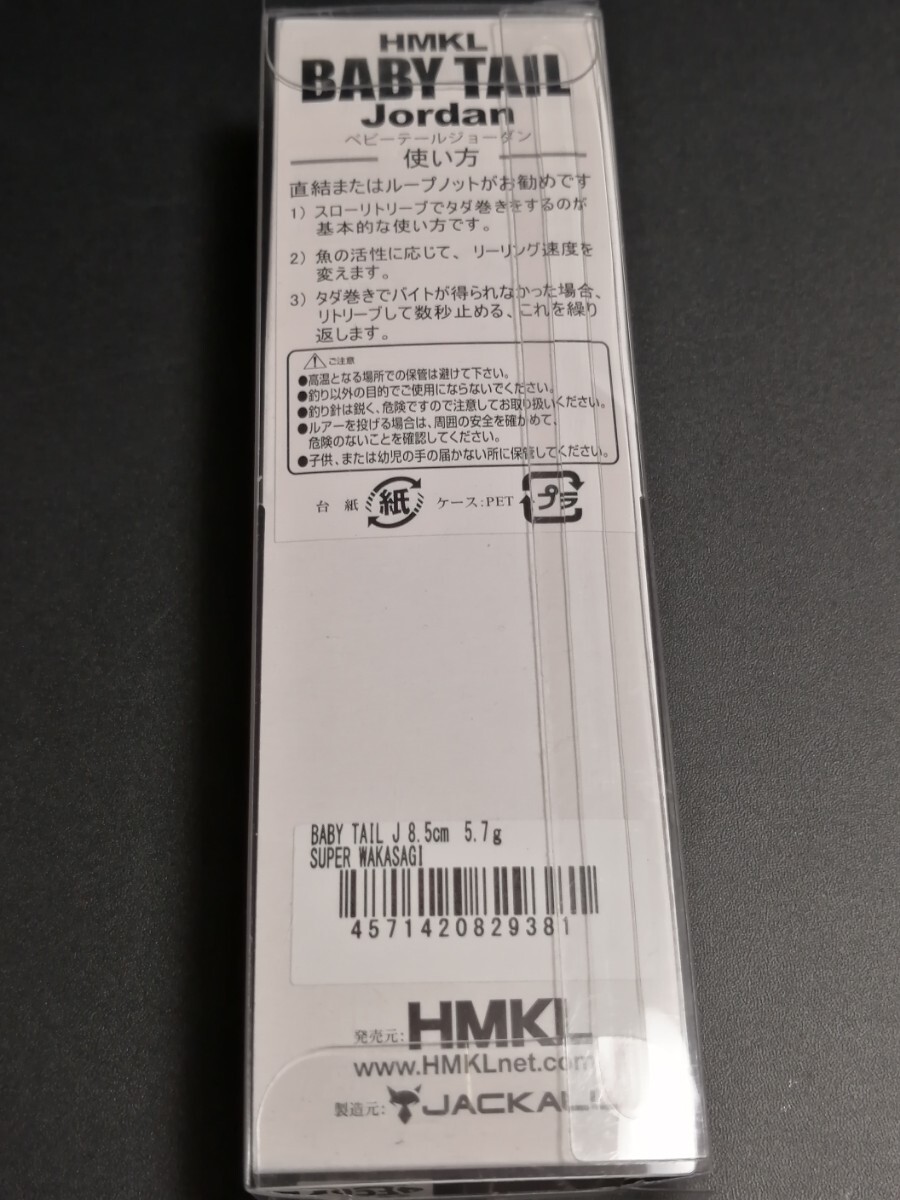 HMKL
BABY TAIL
Jordan
ベビーテールジョーダン
使い方
直結またはループノットがお勧めです
1）スローリトリーブでタダ巻きをするのが
基本的な使い方です。
2）魚の活性に応じて、リーリング速度を
変えます。
3）タダ巻きでバイトが得られなかった場合、
リトリーブして数秒止める、これを繰り
返します。
ご注意
●高温となる場所での保管は避けて下さい。
●釣り以外の目的でご使用にならないでください。
●釣り針は鋭く、危険ですので注意してお取り扱いください。
●ルアーを投げる場合は、周囲の安全を確かめて、
危険のないことを確認してください。
●子供、または幼児の手の届かない所に保管してください。
台 紙 紙 ケース:PET プラ
BABY TAIL J 8.5cm 5.7g
SUPER WAKASAGI
4571420829381
発売元: HMKL
www.HMKLnet.com
製造元: JACKALL